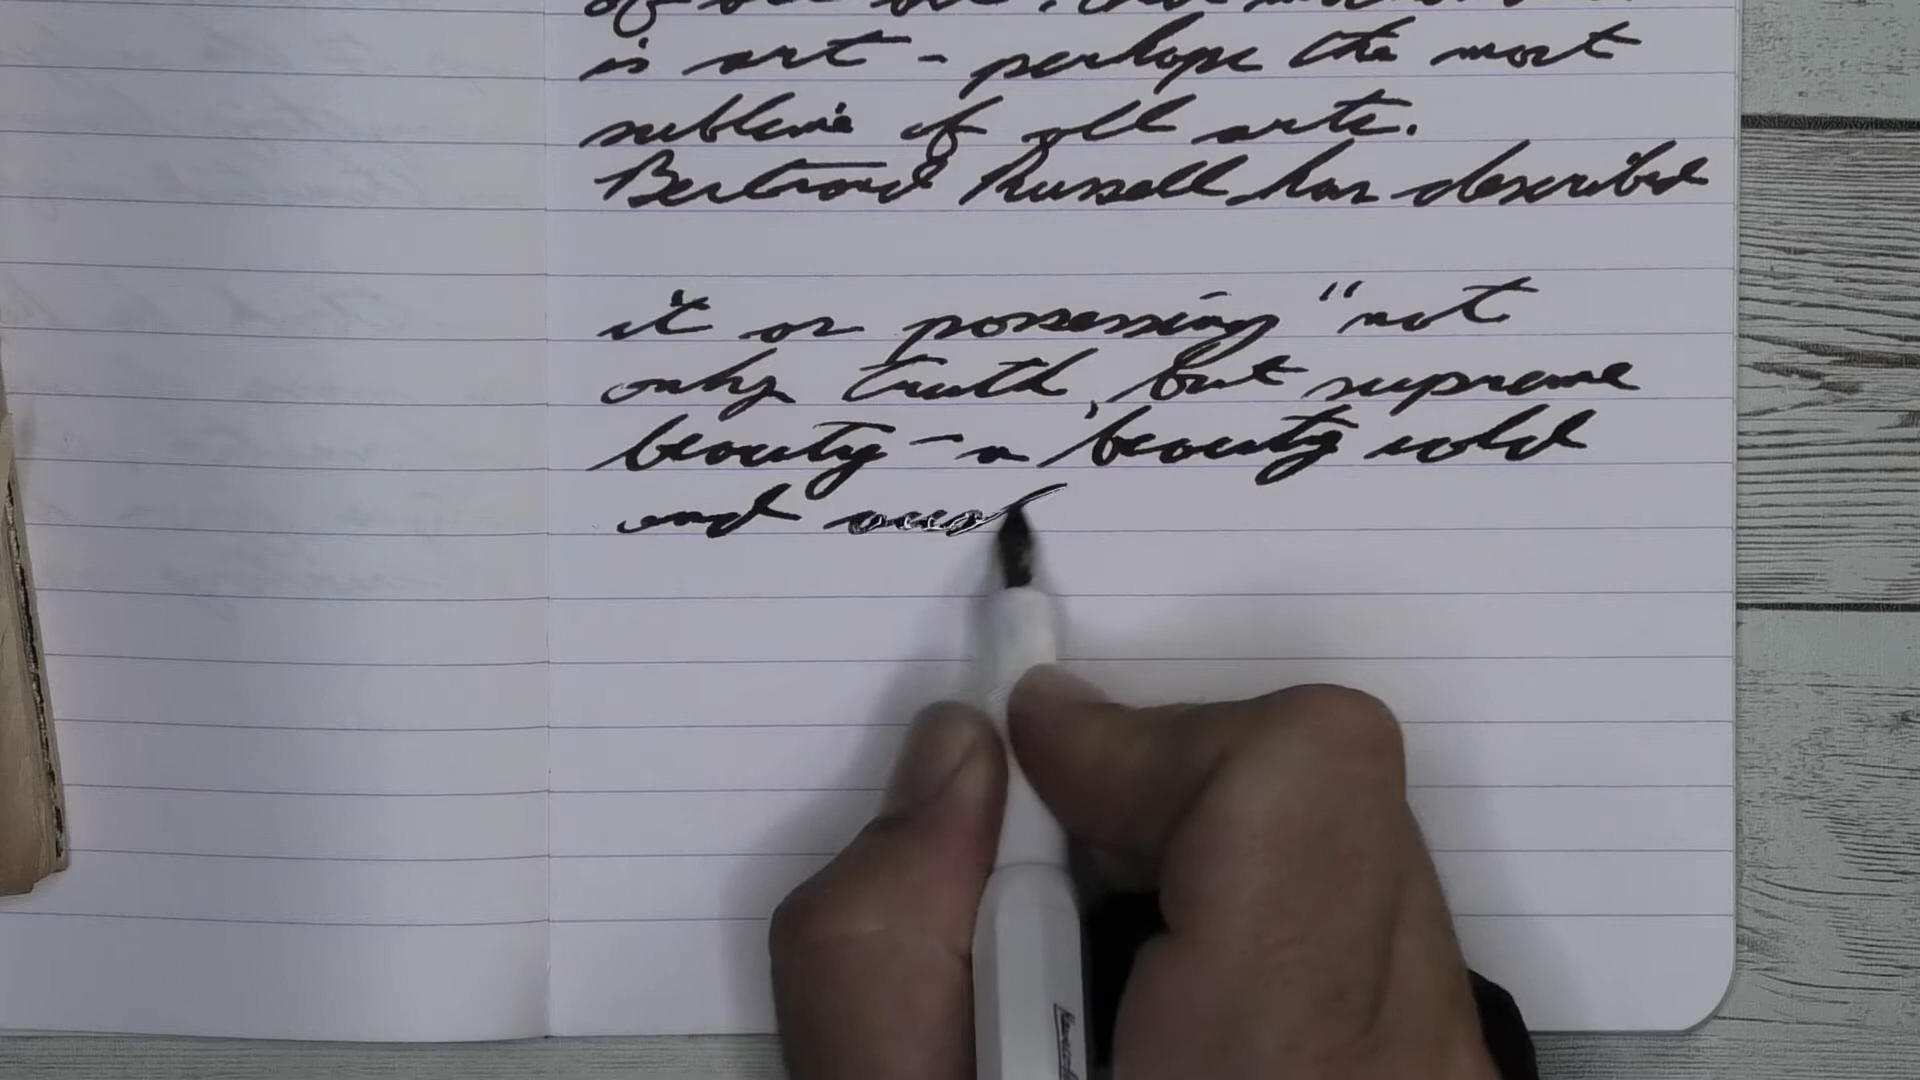 is art - perhaps the most
sublime of all arts.
Bertrand Russell has described
it as possessing "not
only truth, but supreme
beauty - a beauty cold
and aus